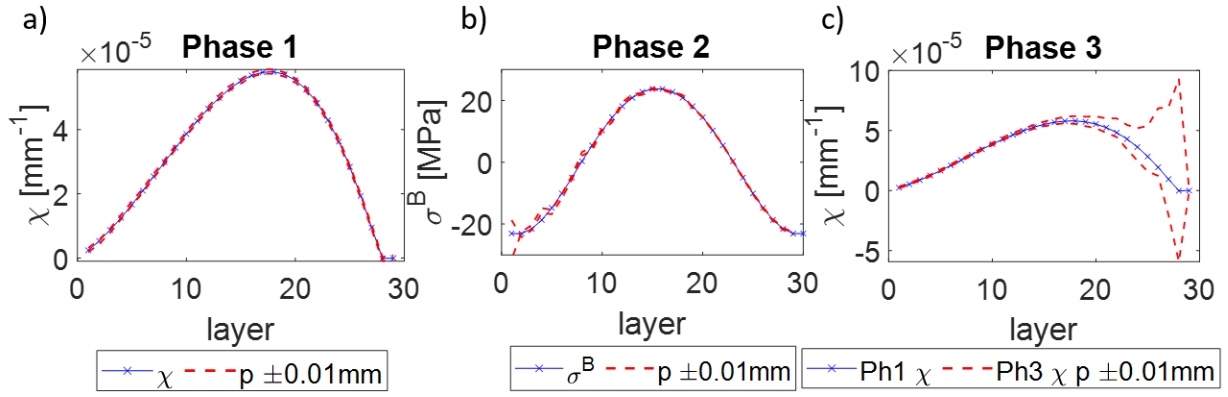 a)
×10⁻⁵
Phase 1
χ [mm⁻¹]
4
2
0
0
10
20
30
layer
χ
p ±0.01mm
b)
Phase 2
σᴮ [MPa]
20
0
-20
0
10
20
30
layer
σᴮ
p ±0.01mm
c)
×10⁻⁵
Phase 3
χ [mm⁻¹]
10
5
0
-5
0
10
20
30
layer
Ph1 χ
Ph3 χ p ±0.01mm